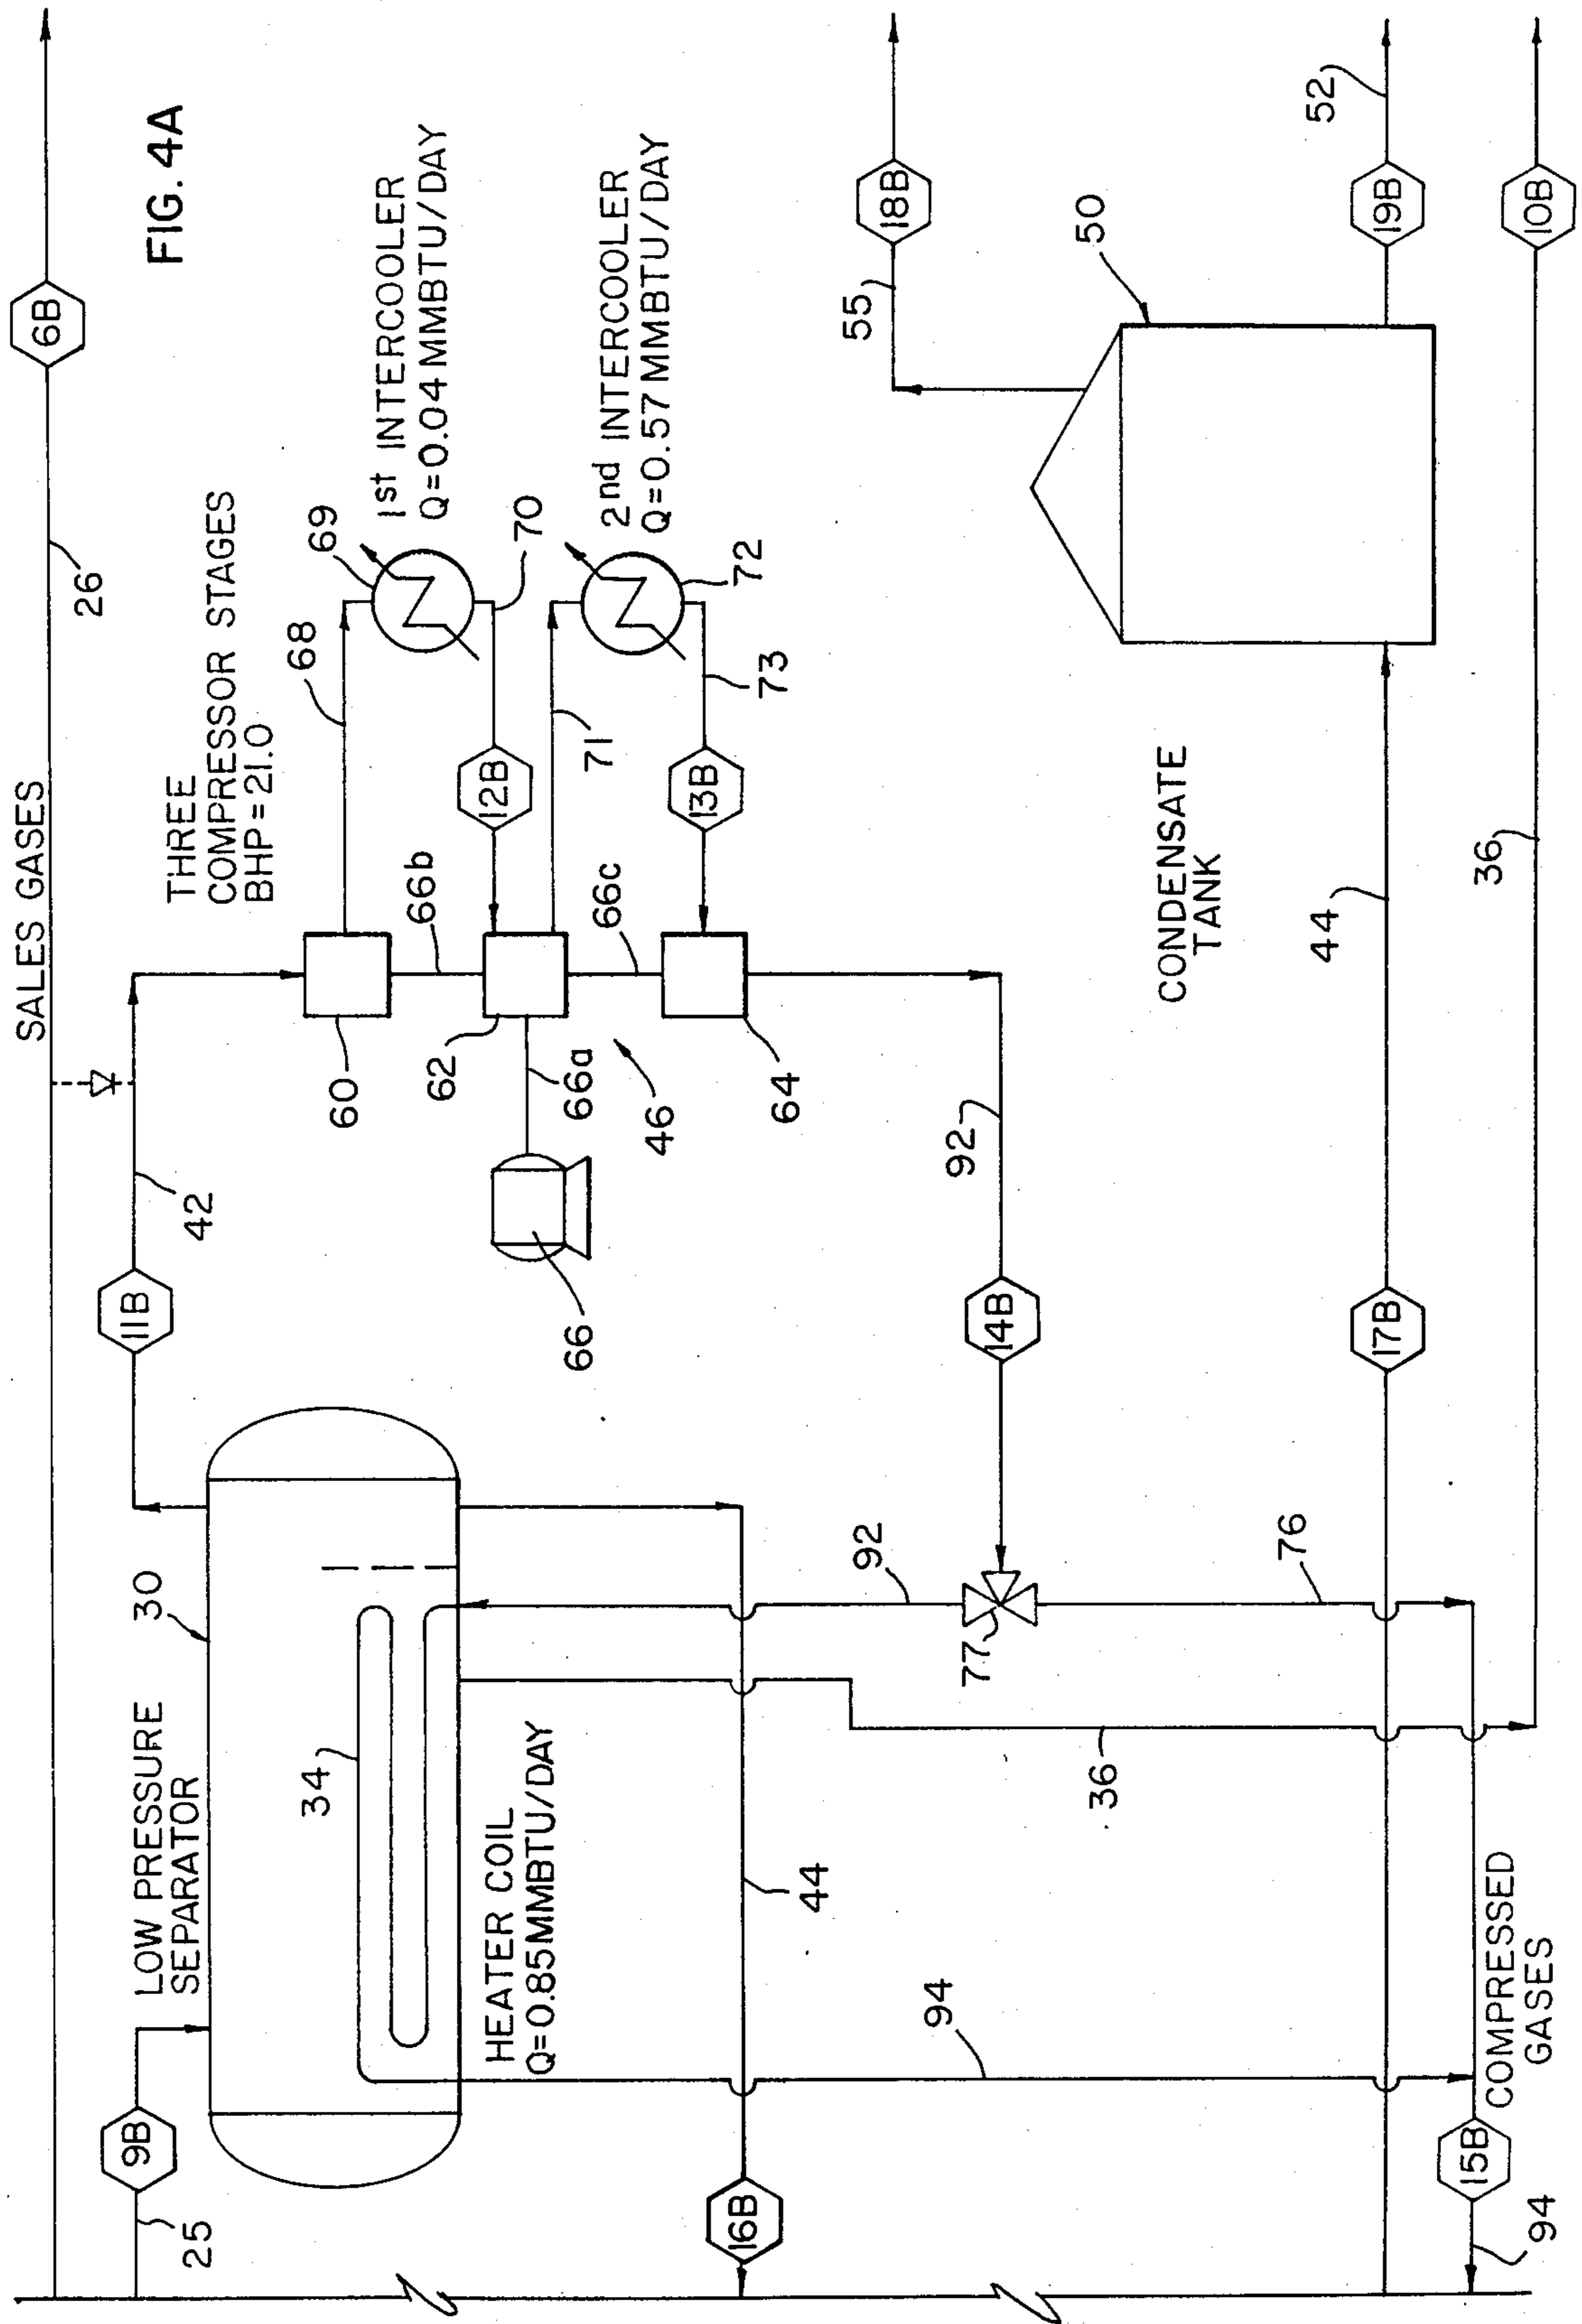 FIG. 4A
SALES GASES
6B
26
THREE
COMPRESSOR STAGES
BHP = 21.0
1st INTERCOOLER
Q=0.04 MMBTU/DAY
2nd INTERCOOLER
Q=0.57 MMBTU/DAY
11B
42
60
68
69
66b
12B
70
62
71
72
66a
66c
13B
73
66
46
64
LOW PRESSURE
SEPARATOR
30
9B
25
34
HEATER COIL
Q=0.85 MMBTU/DAY
92
14B
92
77
76
36
44
16B
94
18B
55
50
CONDENSATE
TANK
17B
44
19B
52
36
10B
COMPRESSED
GASES
15B
94